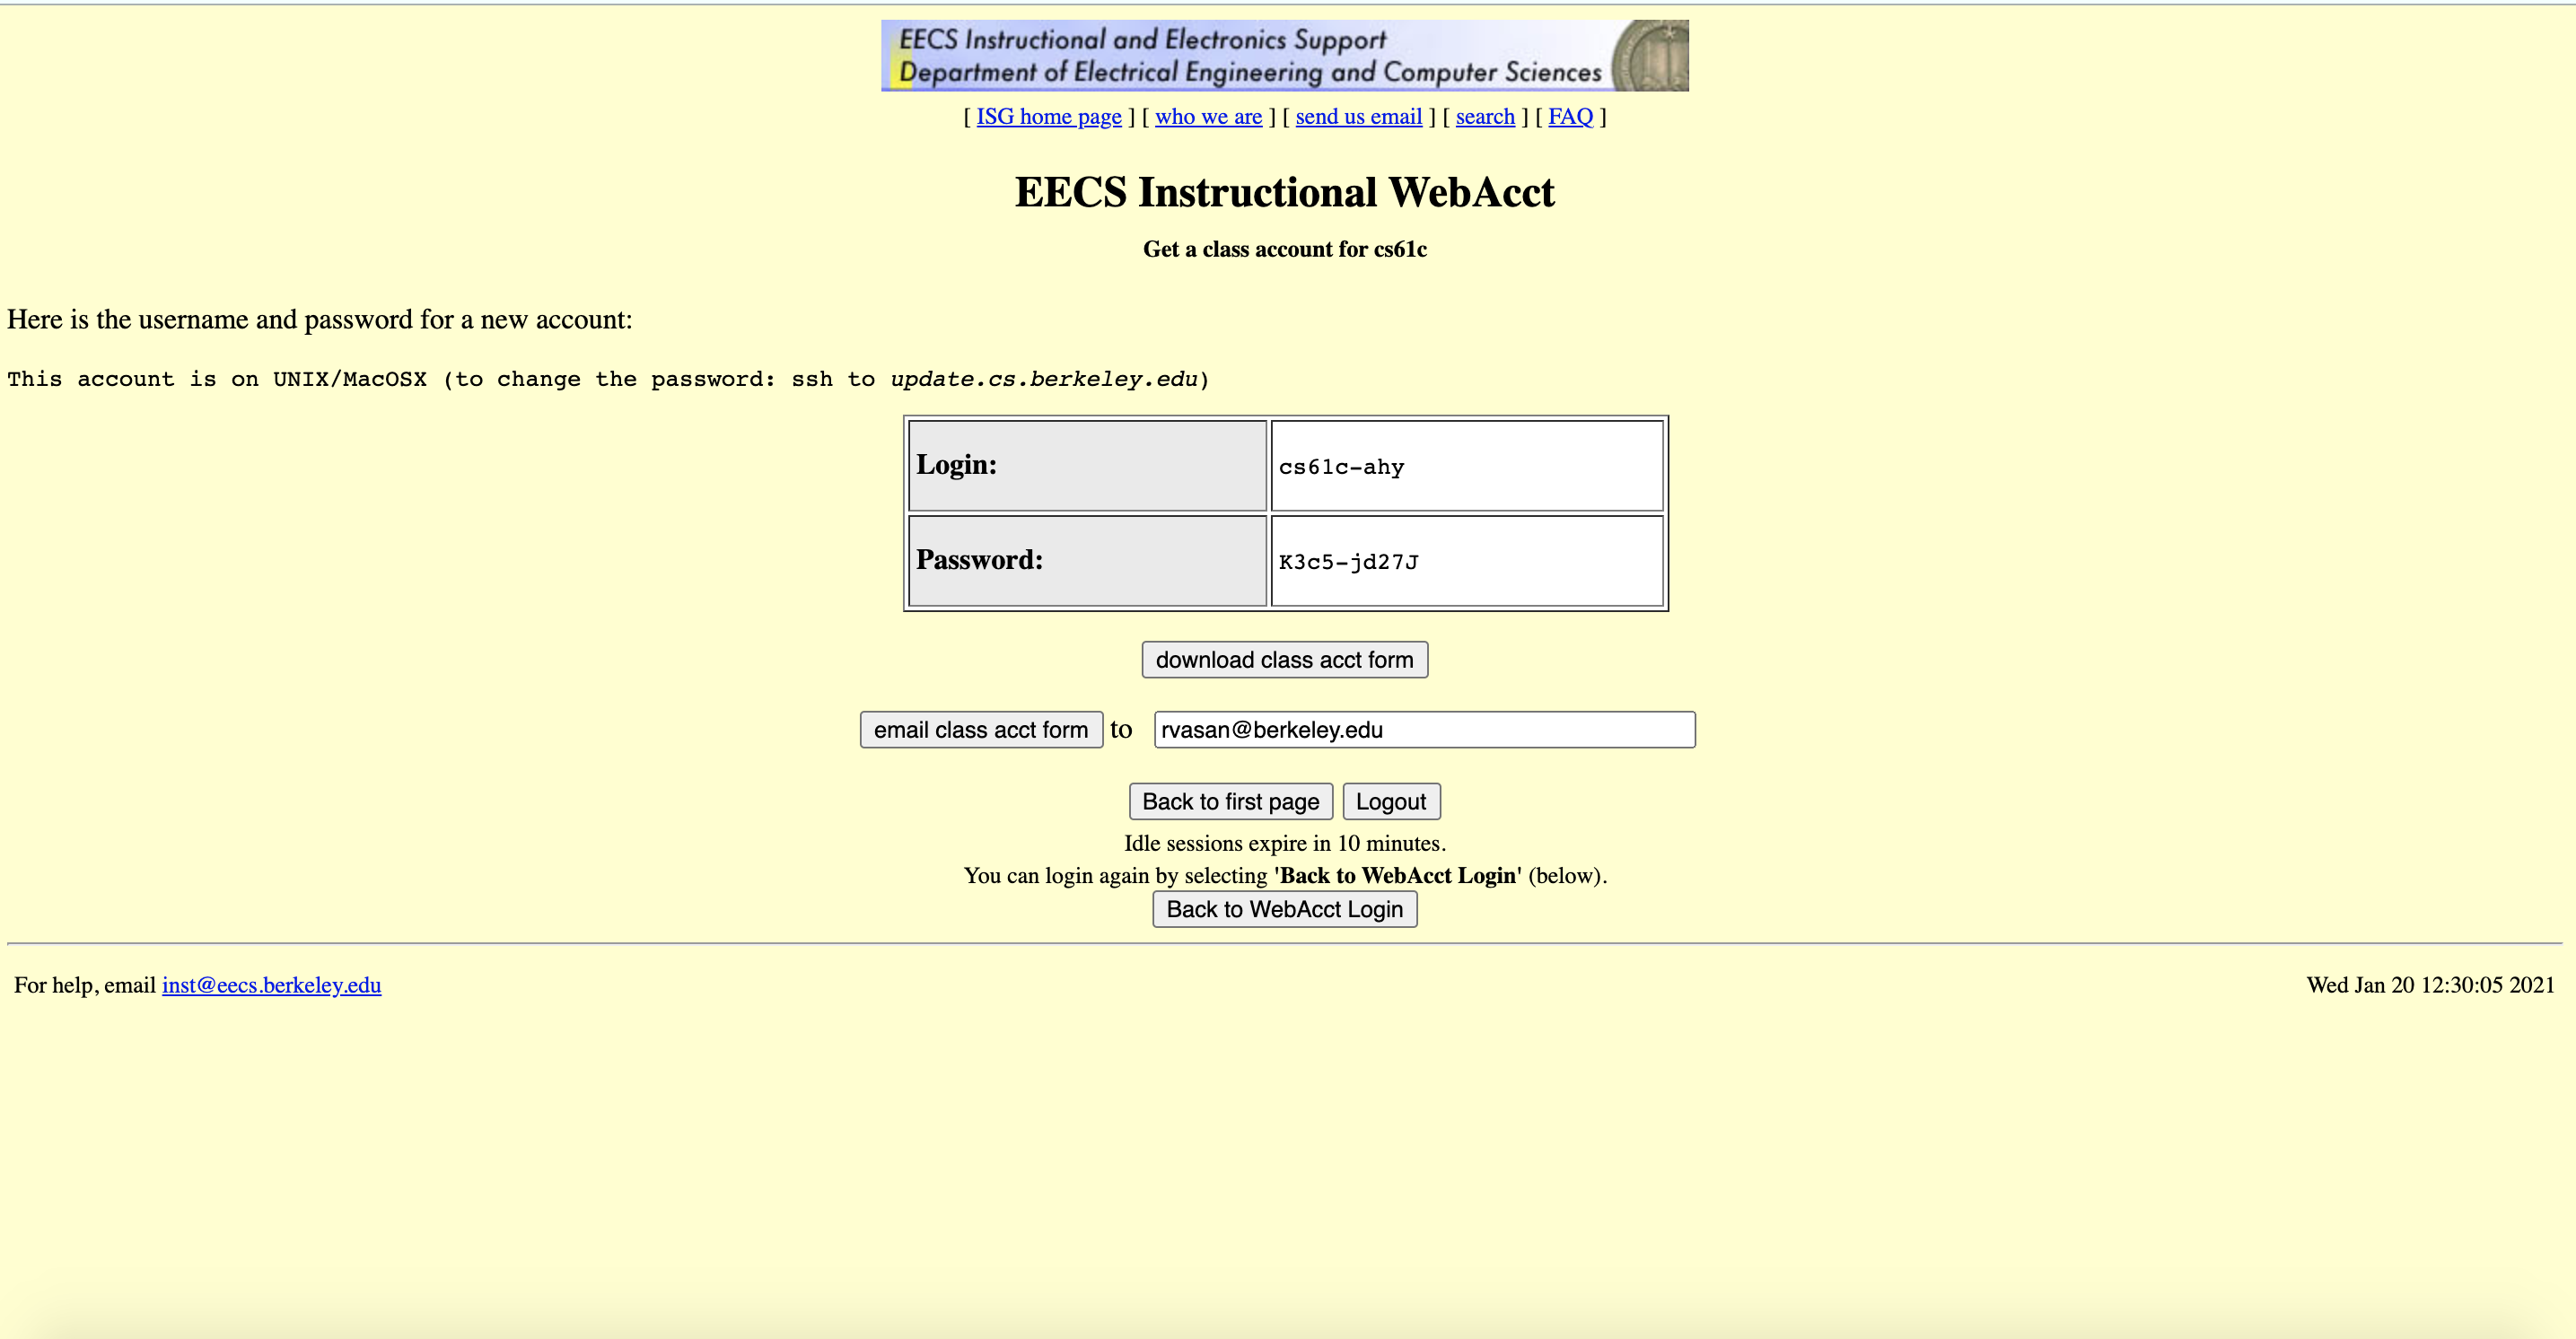 EECS Instructional and Electronics Support
Department of Electrical Engineering and Computer Sciences
[ ISG home page ] [ who we are ] [ send us email ] [ search ] [ FAQ ]
EECS Instructional WebAcct
Get a class account for cs61c
Here is the username and password for a new account:
This account is on UNIX/MacOSX (to change the password: ssh to update.cs.berkeley.edu)
Login: cs61c-ahy
Password: K3c5-jd27J
download class acct form
email class acct form to rvasan@berkeley.edu
Back to first page Logout
Idle sessions expire in 10 minutes.
You can login again by selecting 'Back to WebAcct Login' (below).
Back to WebAcct Login
For help, email inst@eecs.berkeley.edu Wed Jan 20 12:30:05 2021